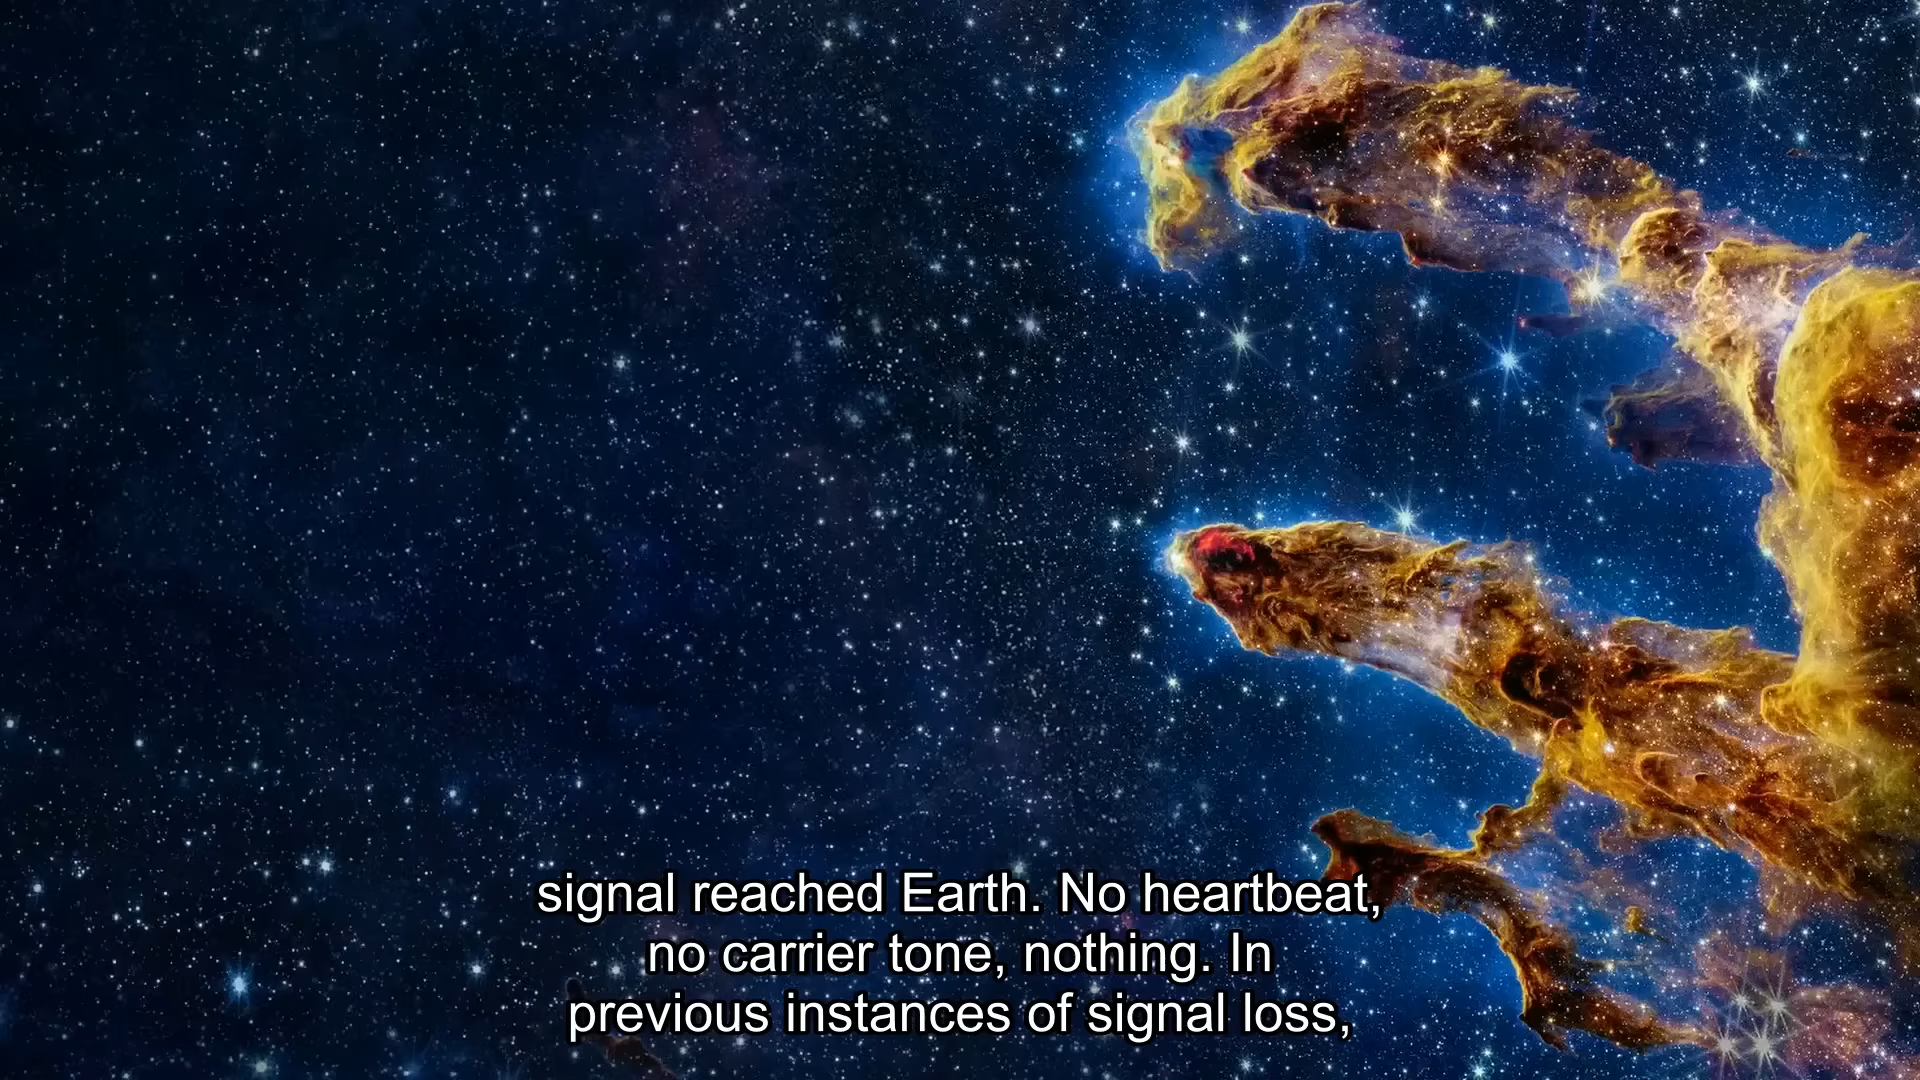 signal reached Earth. No heartbeat,
no carrier tone, nothing. In
previous instances of signal loss,